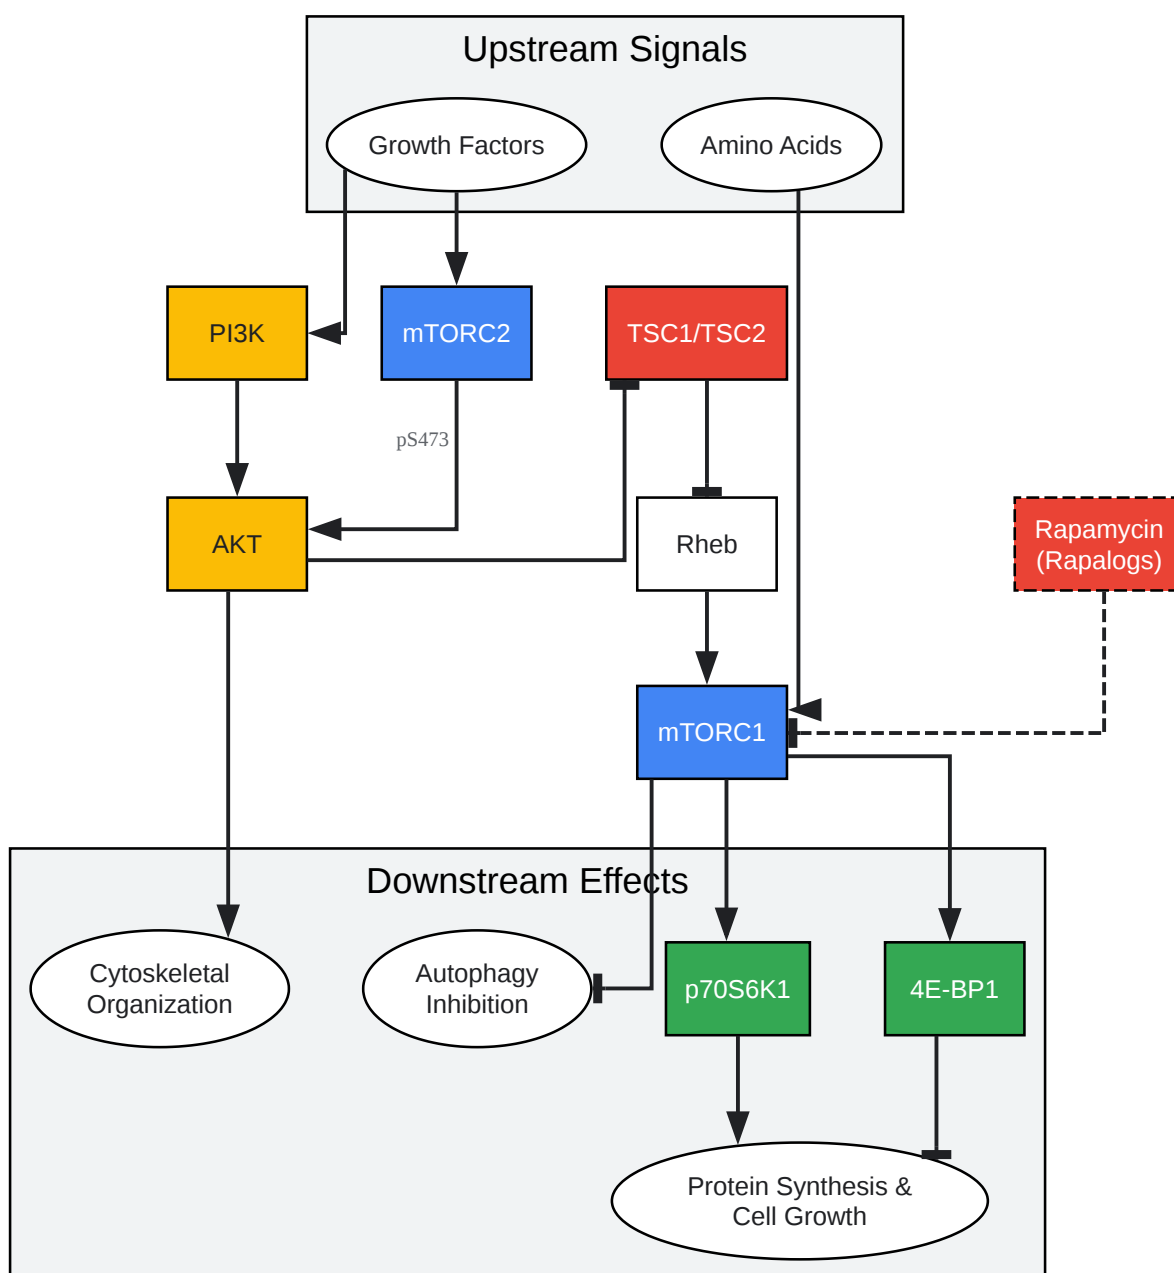 Upstream Signals
Growth Factors
Amino Acids
PI3K
mTORC2
TSC1/TSC2
pS473
AKT
Rheb
Rapamycin
(Rapalogs)
mTORC1
Downstream Effects
Cytoskeletal
Organization
Autophagy
Inhibition
p70S6K1
4E-BP1
Protein Synthesis &
Cell Growth